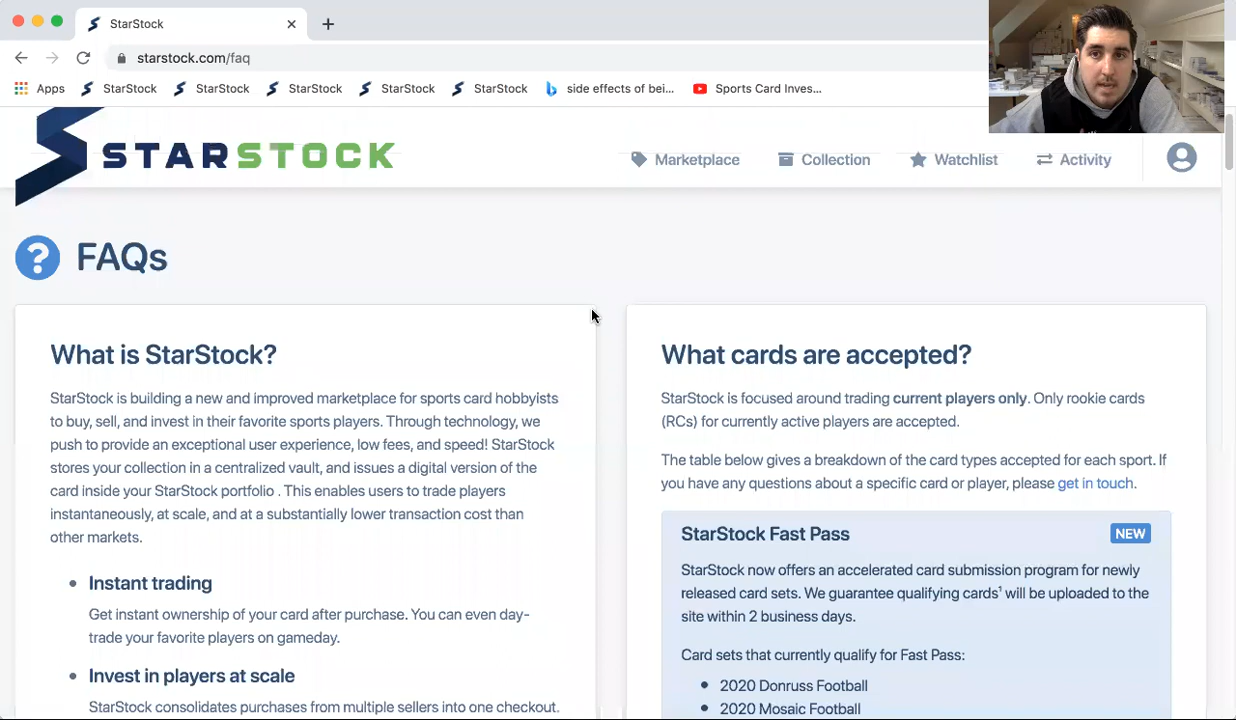 StarStock
starstock.com/faq
Apps
StarStock
StarStock
StarStock
StarStock
StarStock
side effects of bei...
Sports Card Inves...
STARSTOCK
Marketplace
Collection
Watchlist
Activity
FAQs
What is StarStock?
StarStock is building a new and improved marketplace for sports card hobbyists
to buy, sell, and invest in their favorite sports players. Through technology, we
push to provide an exceptional user experience, low fees, and speed! StarStock
stores your collection in a centralized vault, and issues a digital version of the
card inside your StarStock portfolio . This enables users to trade players
instantaneously, at scale, and at a substantially lower transaction cost than
other markets.
• Instant trading
Get instant ownership of your card after purchase. You can even day-
trade your favorite players on gameday.
• Invest in players at scale
StarStock consolidates purchases from multiple sellers into one checkout.
What cards are accepted?
StarStock is focused around trading current players only. Only rookie cards
(RCs) for currently active players are accepted.
The table below gives a breakdown of the card types accepted for each sport. If
you have any questions about a specific card or player, please get in touch.
StarStock Fast Pass
NEW
StarStock now offers an accelerated card submission program for newly
released card sets. We guarantee qualifying cards¹ will be uploaded to the
site within 2 business days.
Card sets that currently qualify for Fast Pass:
• 2020 Donruss Football
• 2020 Mosaic Football